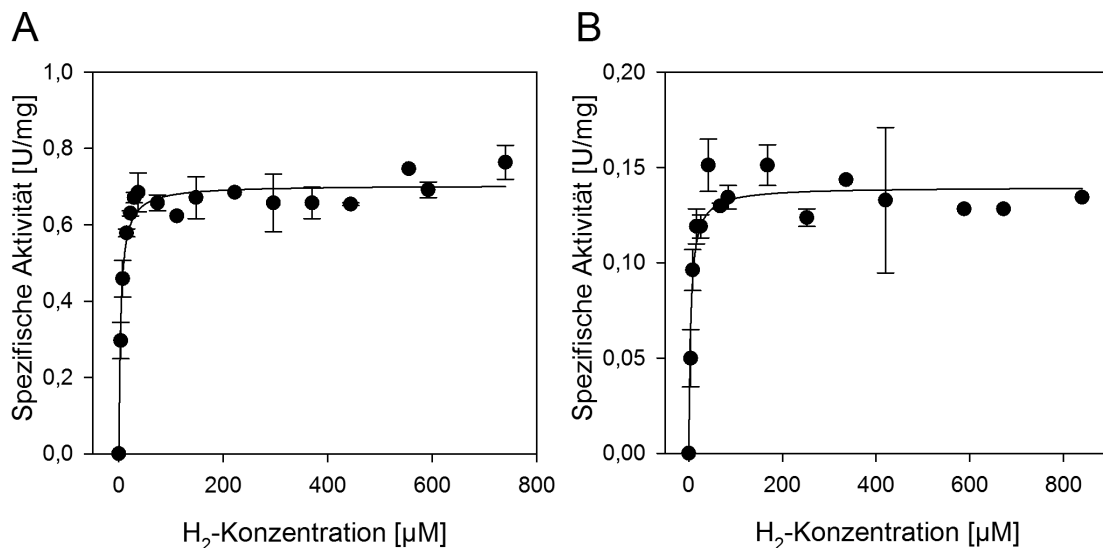 A
Spezifische Aktivität [U/mg]
1,0
0,8
0,6
0,4
0,2
0,0
0 200 400 600 800
H₂-Konzentration [µM]
B
Spezifische Aktivität [U/mg]
0,20
0,15
0,10
0,05
0,00
0 200 400 600 800
H₂-Konzentration [µM]